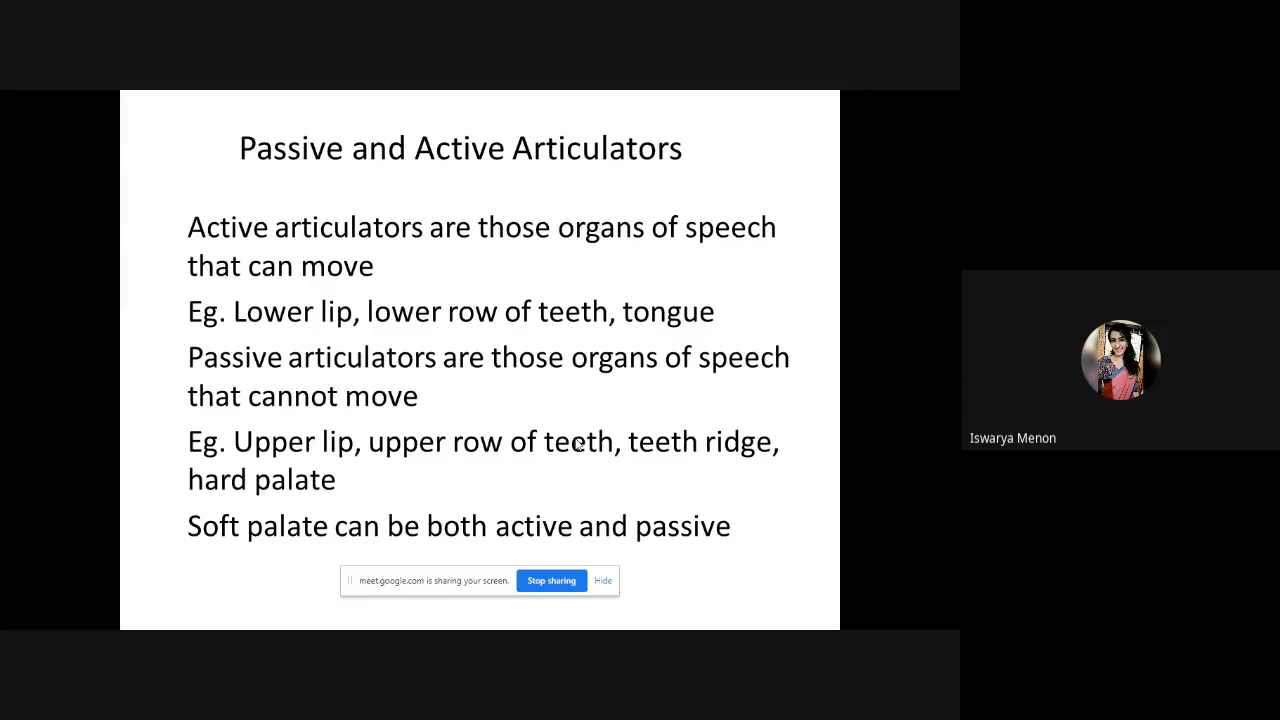 Passive and Active Articulators
Active articulators are those organs of speech
that can move
Eg. Lower lip, lower row of teeth, tongue
Passive articulators are those organs of speech
that cannot move
Eg. Upper lip, upper row of teeth, teeth ridge,
hard palate
Soft palate can be both active and passive
meet.google.com is sharing your screen. Stop sharing Hide
Iswarya Menon